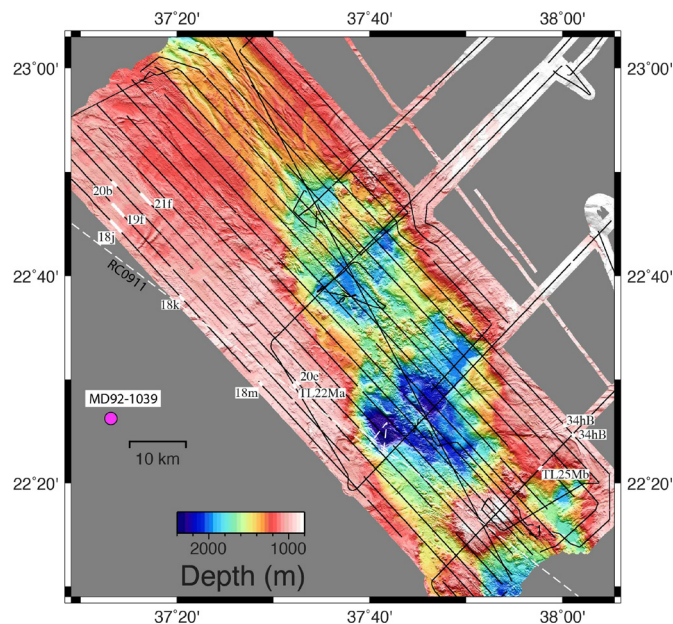 37°20' 37°40' 38°00'
23°00' 23°00'
20b
21f
19f
18j
RC0911
22°40' 22°40'
18k
20e
18m TL22Ma
MD92-1039
34hB
34hB
10 km
TL25Mb
22°20' 22°20'
2000 1000
Depth (m)
37°20' 37°40' 38°00'